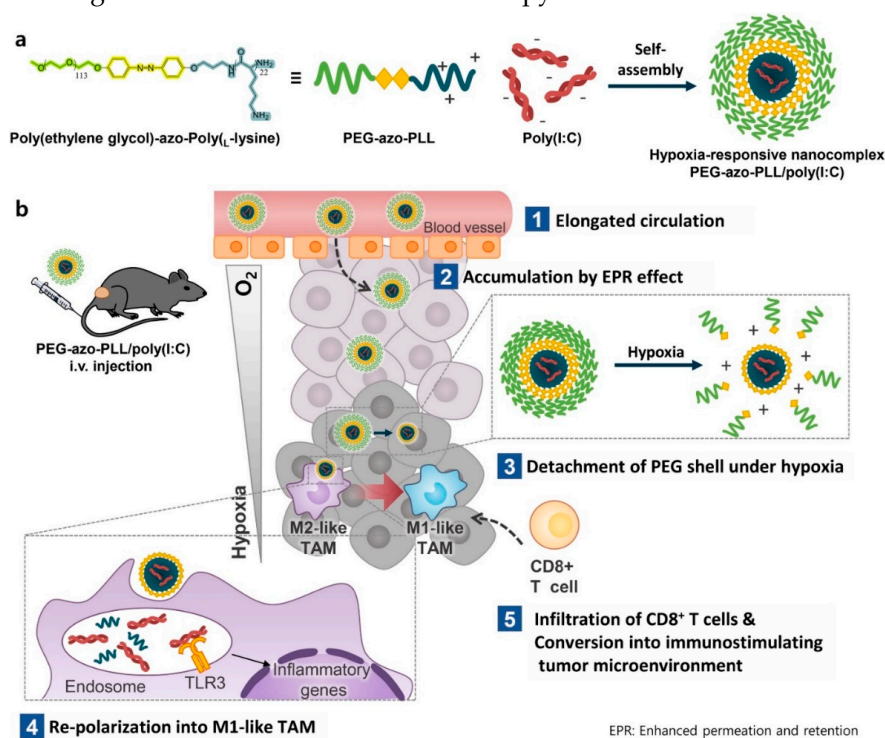 a
113
O
N=N
O
O
NH₂
H
22
NH₂
Poly(ethylene glycol)-azo-Poly(L-lysine)
≡
+
+
+
PEG-azo-PLL
Poly(I:C)
Self-
assembly
Hypoxia-responsive nanocomplex
PEG-azo-PLL/poly(I:C)
b
PEG-azo-PLL/poly(I:C)
i.v. injection
Blood vessel
O₂
Hypoxia
1 Elongated circulation
2 Accumulation by EPR effect
Hypoxia
3 Detachment of PEG shell under hypoxia
M2-like
TAM
M1-like
TAM
CD8+
T cell
5 Infiltration of CD8⁺ T cells &
Conversion into immunostimulating
tumor microenvironment
Endosome
TLR3
Inflammatory
genes
4 Re-polarization into M1-like TAM
EPR: Enhanced permeation and retention